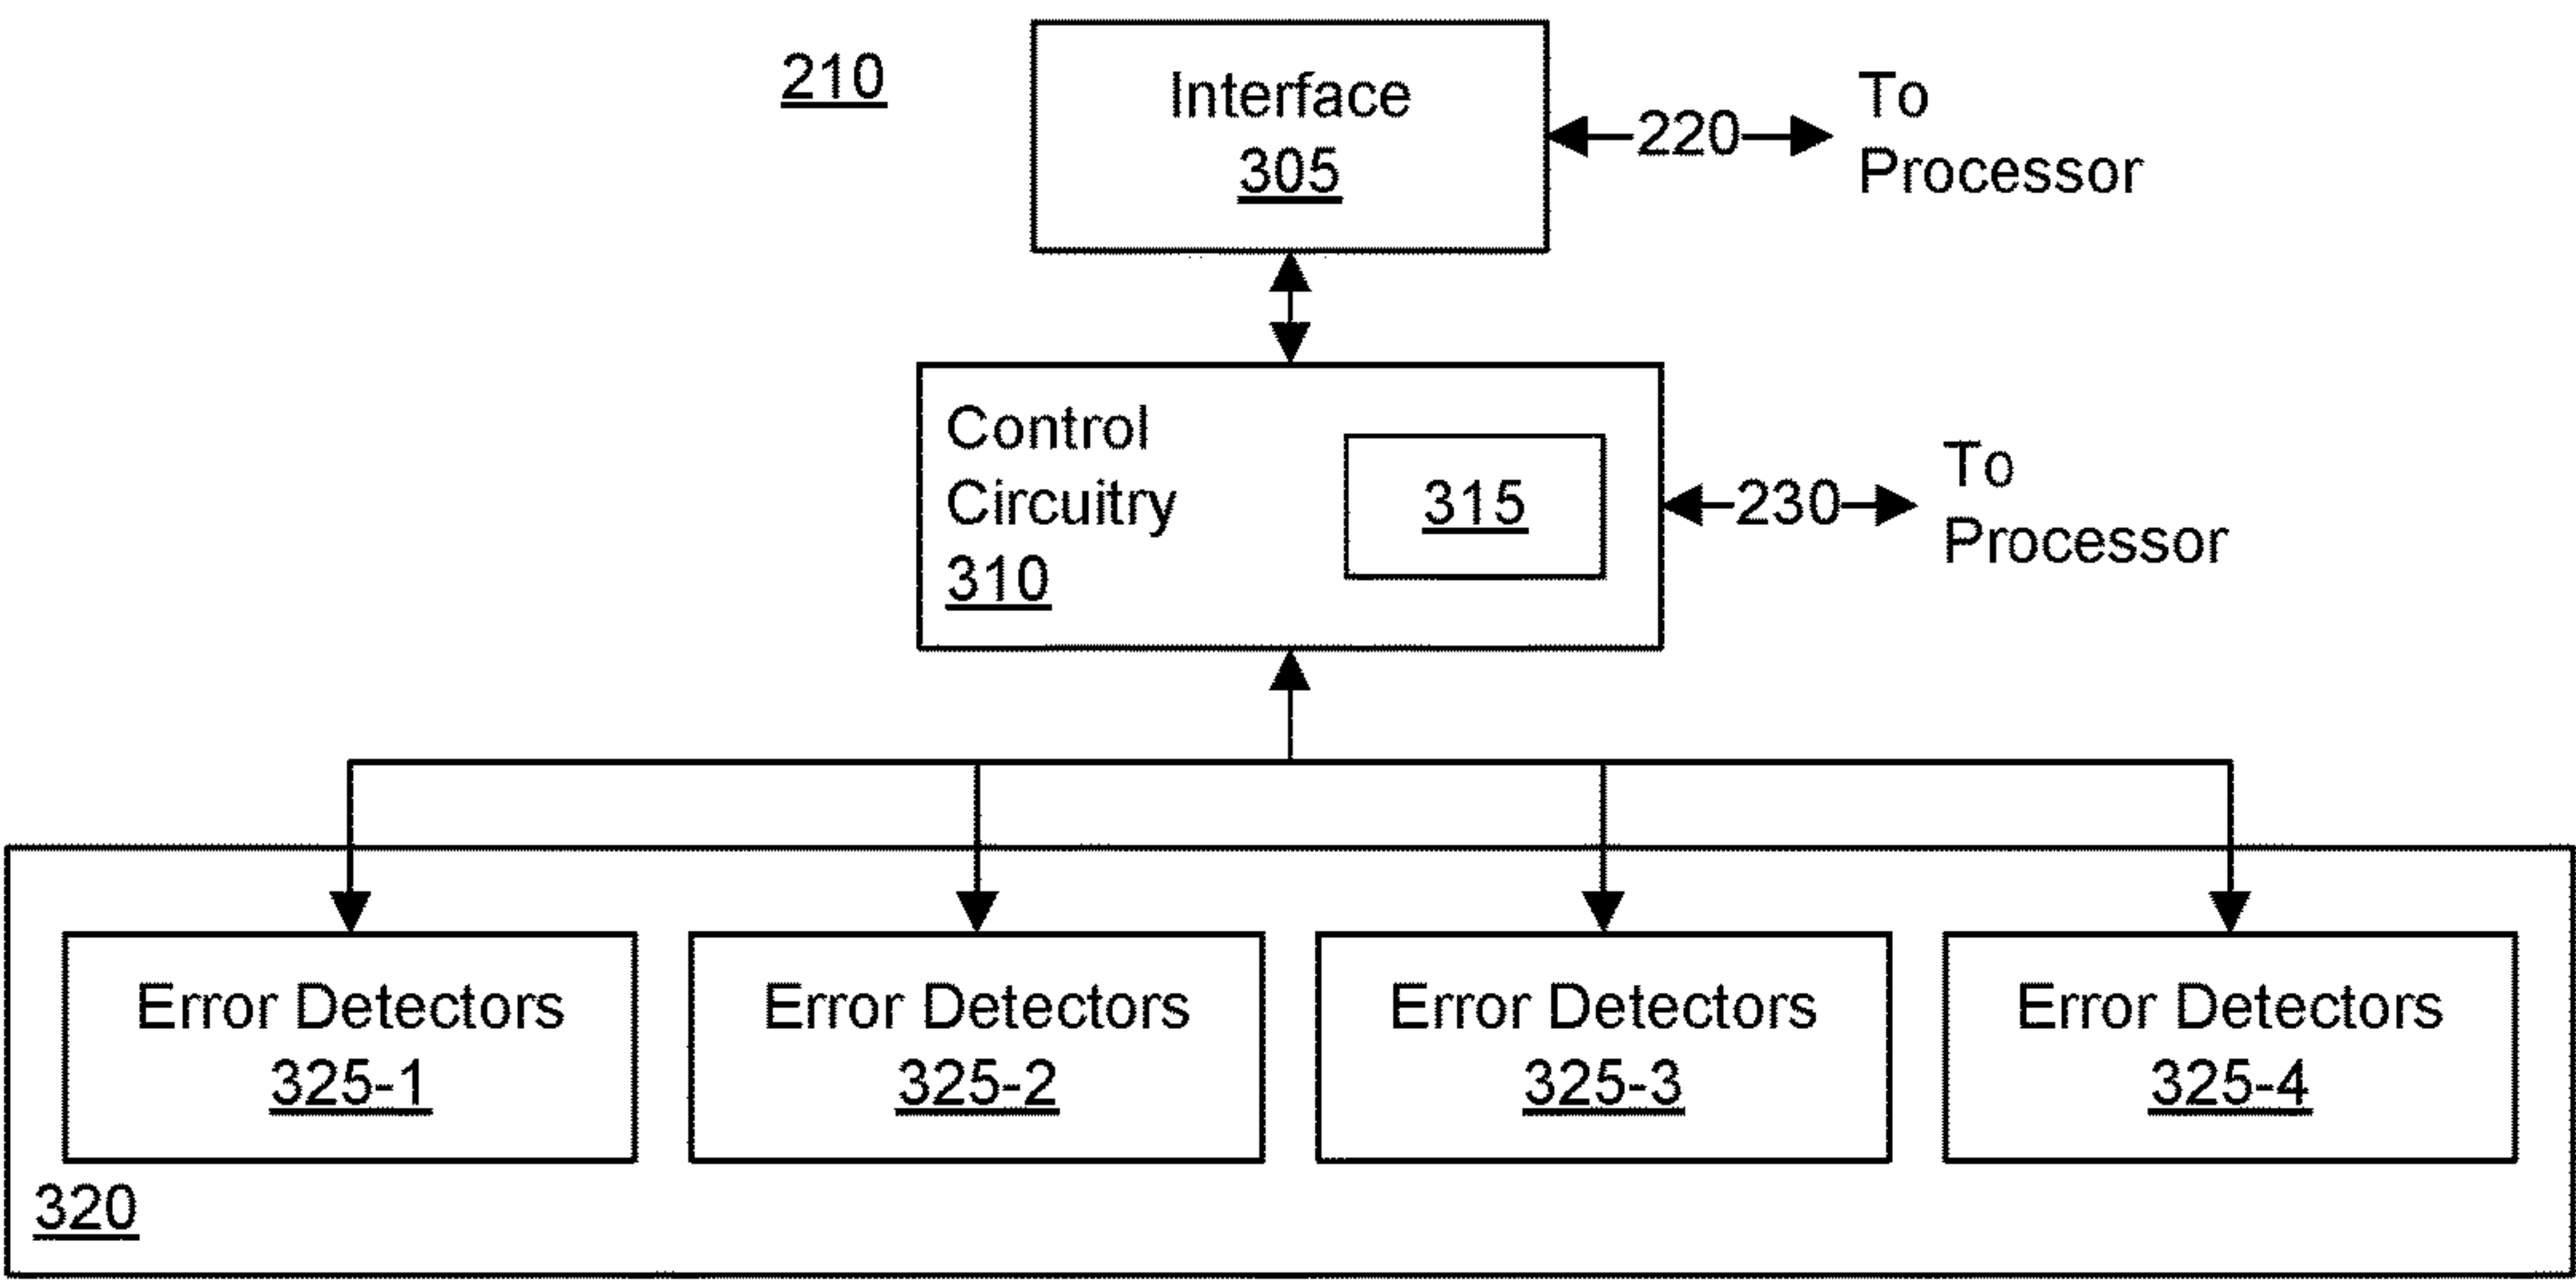 210
Interface
305
220
To
Processor
Control
Circuitry
310
315
230
To
Processor
Error Detectors
325-1
Error Detectors
325-2
Error Detectors
325-3
Error Detectors
325-4
320